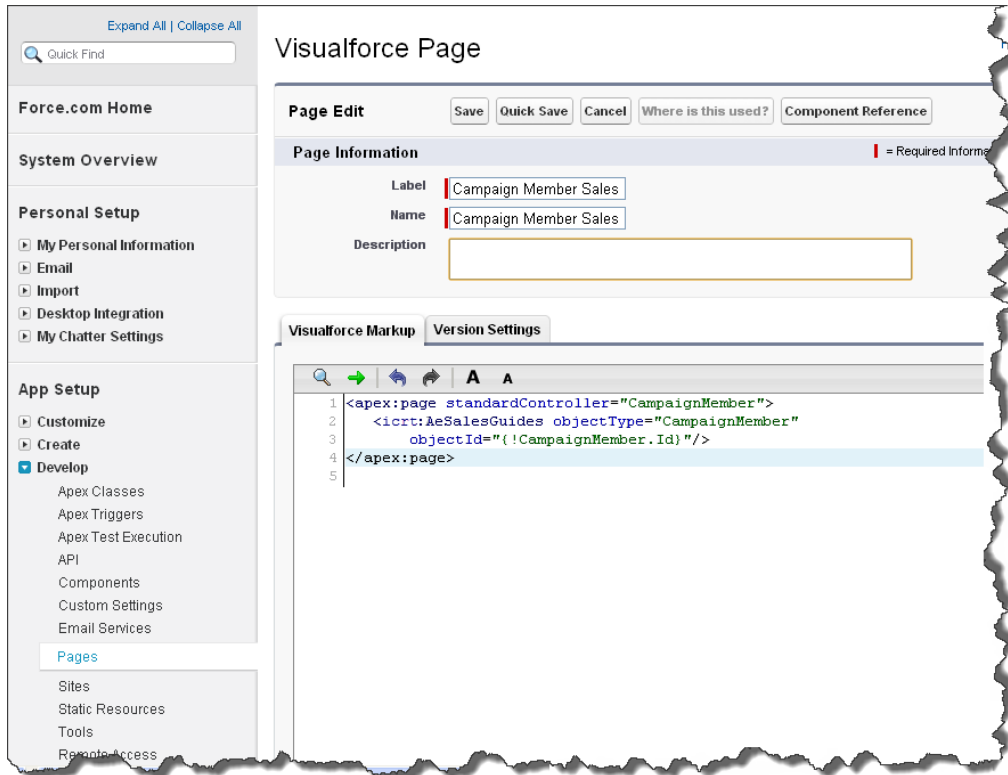 Expand All | Collapse All
Quick Find
Force.com Home
System Overview
Personal Setup
My Personal Information
Email
Import
Desktop Integration
My Chatter Settings
App Setup
Customize
Create
Develop
Apex Classes
Apex Triggers
Apex Test Execution
API
Components
Custom Settings
Email Services
Pages
Sites
Static Resources
Tools
Remote Access
Visualforce Page
Page Edit Save Quick Save Cancel Where is this used? Component Reference
Page Information = Required Informa
Label Campaign Member Sales
Name Campaign Member Sales
Description
Visualforce Markup Version Settings
A A
1 <apex:page standardController="CampaignMember">
2 <icrt:AeSalesGuides objectType="CampaignMember"
3 objectId="{!CampaignMember.Id}"/>
4 </apex:page>
5